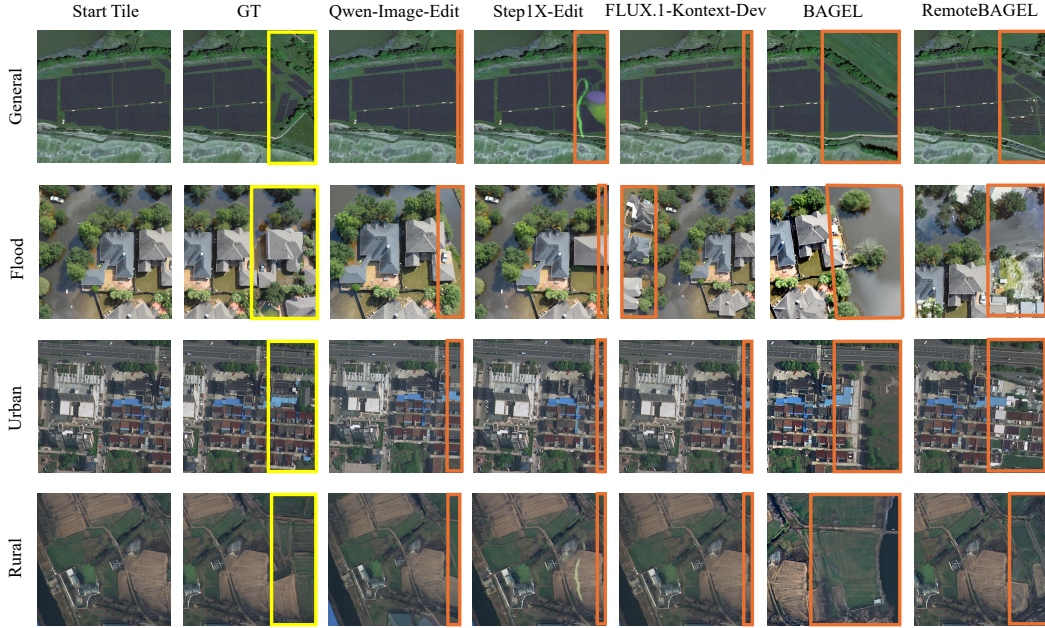 Start Tile
GT
Qwen-Image-Edit
Step1X-Edit
FLUX.1-Kontext-Dev
BAGEL
RemoteBAGEL
General
Flood
Urban
Rural